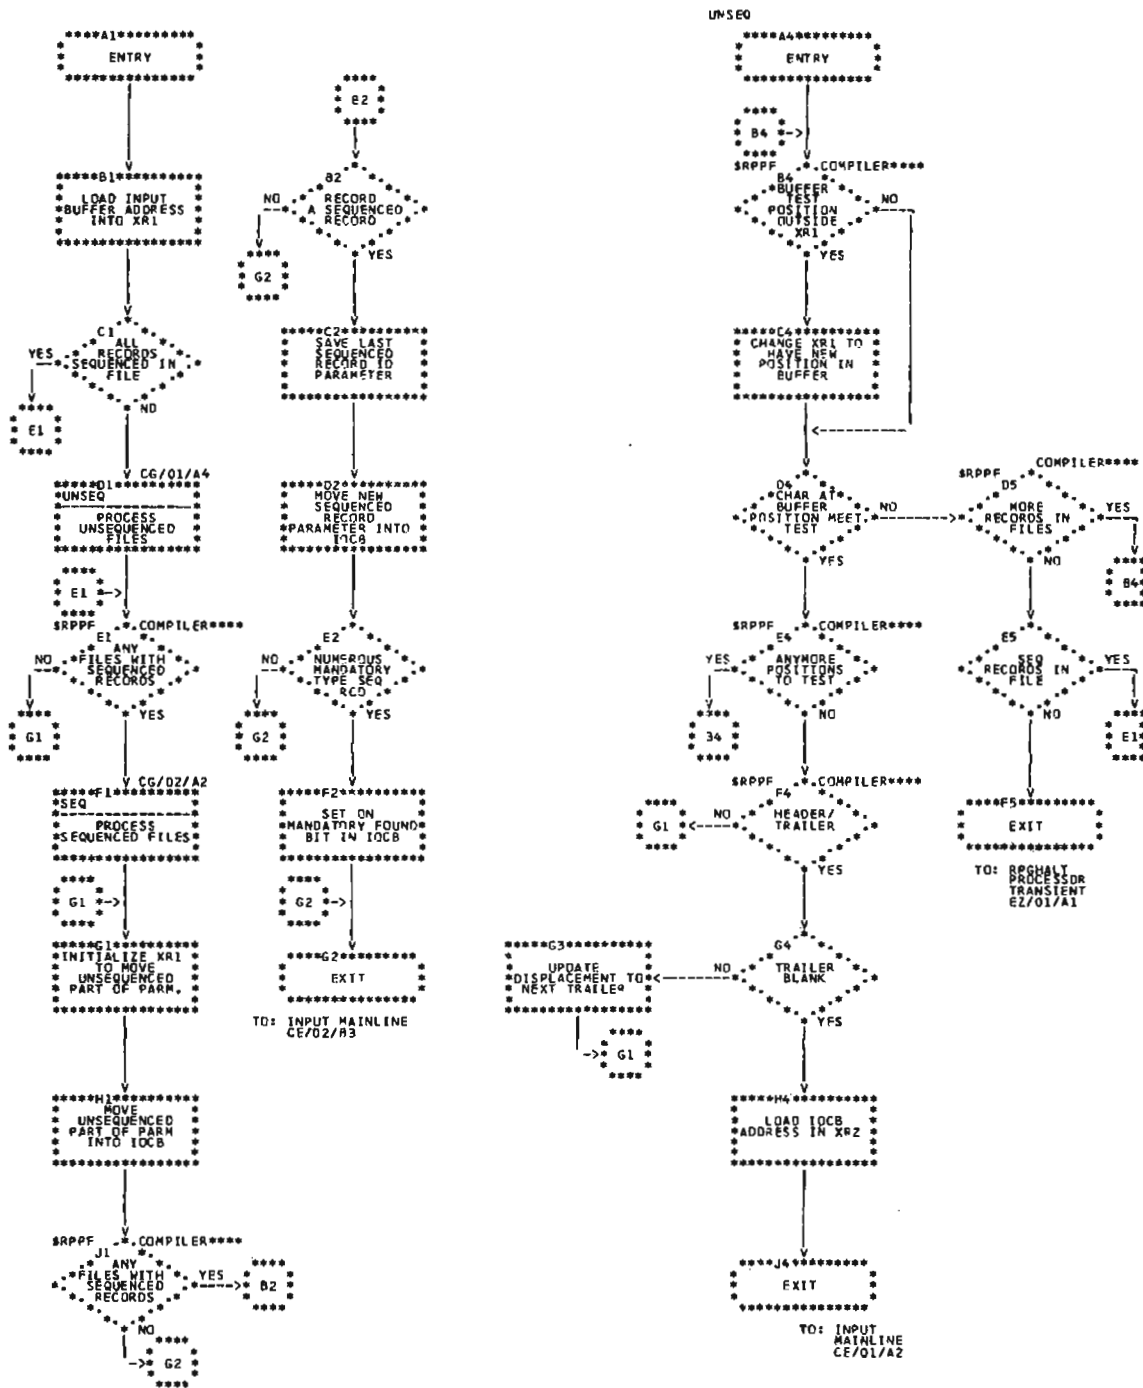 UNSEQ
A1
ENTRY
B1
LOAD INPUT
BUFFER ADDRESS
INTO XR1
C1
ALL
RECORDS
SEQUENCED IN
FILE
YES
NO
E1
CG/01/A4
D1
UNSEQ
PROCESS
UNSEQUENCED
FILES
E1
$RPPF
COMPILER****
E1
ANY
FILES WITH
SEQUENCED
RECORDS
NO
YES
G1
CG/02/A2
F1
SEQ
PROCESS
SEQUENCED FILES
G1
G1
INITIALIZE XR1
TO MOVE
UNSEQUENCED
PART OF PARM.
H1
MOVE
UNSEQUENCED
PART OF PARM
INTO IOCB
$RPPF
COMPILER****
J1
ANY
FILES WITH
SEQUENCED
RECORDS
YES
B2
NO
G2
B2
B2
RECORD
A SEQUENCED
RECORD
NO
YES
G2
C2
SAVE LAST
SEQUENCED
RECORD ID
PARAMETER
D2
MOVE NEW
SEQUENCED
RECORD
PARAMETER INTO
IOCB
E2
NUMEROUS
MANDATORY
TYPE SEQ
RCD
NO
YES
G2
F2
SET ON
MANDATORY FOUND
BIT IN IOCB
G2
G2
EXIT
TO: INPUT MAINLINE
CE/02/B3
A4
ENTRY
B4
$RPPF
COMPILER****
B4
BUFFER
TEST
POSITION
OUTSIDE
XR1
NO
YES
C4
CHANGE XR1 TO
HAVE NEW
POSITION IN
BUFFER
D4
CHAR AT
BUFFER
POSITION MEET
TEST
NO
YES
$RPPF
COMPILER****
E4
ANYMORE
POSITIONS
TO TEST
YES
NO
B4
$RPPF
COMPILER****
F4
HEADER/
TRAILER
NO
G1
YES
G4
TRAILER
BLANK
NO
YES
G3
UPDATE
DISPLACEMENT TO
NEXT TRAILER
G1
H4
LOAD IOCB
ADDRESS IN XR2
J4
EXIT
TO: INPUT
MAINLINE
CE/01/A2
COMPILER****
$RPPF
D5
MORE
RECORDS IN
FILES
YES
NO
B4
E5
SEQ
RECORDS IN
FILE
YES
NO
E1
F5
EXIT
TO: RPGHALT
PROCESSOR
TRANSIENT
EZ/01/A1